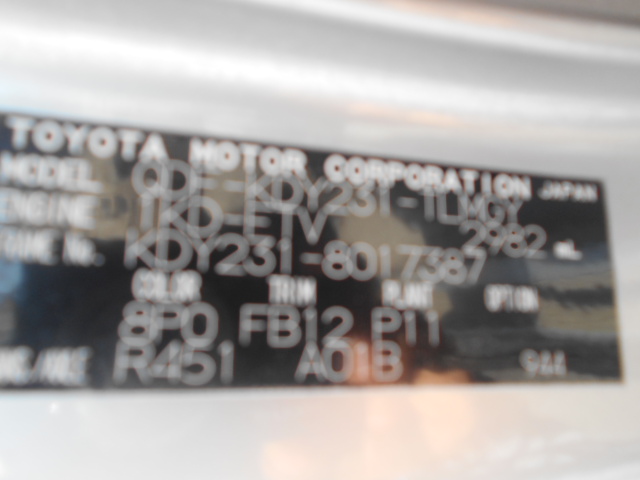 TOYOTA MOTOR CORPORATION JAPAN
MODEL QDF-KDY231-TLMGY
ENGINE 1KD-FTV 2982 mL
FRAME No. KDY231-8017387
COLOR TRIM PLANT OPTION
8P0 FB12 P11
R451 A01B